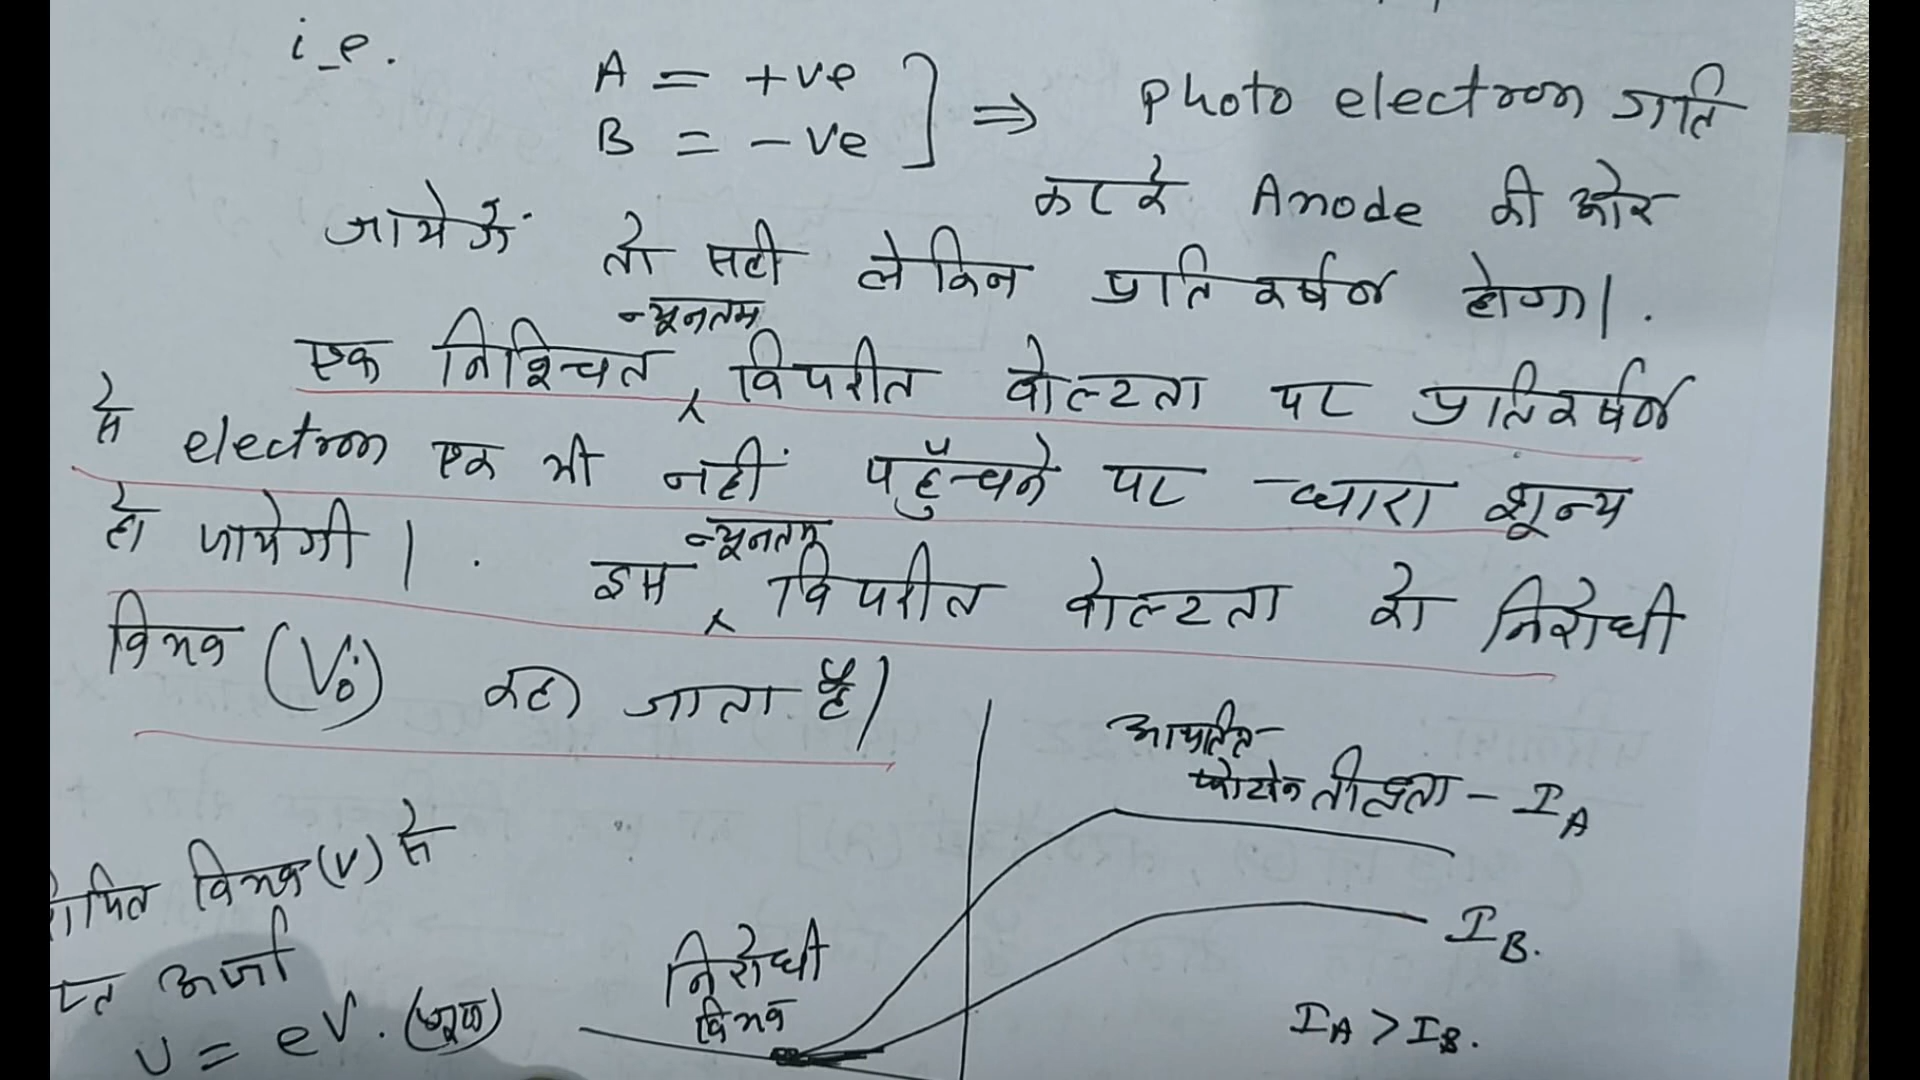 i.e.
A = +ve
B = -ve ] ⇒ photo electron गति
करके Anode की ओर
जायेगें तो सही लेकिन प्रतिकर्षण होगा।
एक निश्चित न्यूनतम विपरीत वोल्टता पर प्रतिकर्षण
से electron एक भी नहीं पहुँचने पर धारा शून्य
हो जायेगी। इस न्यूनतम विपरीत वोल्टता को निरोधी
विभव (V₀) कहा जाता है।
आपतित
फोटोन तीव्रता - I_A
I_B.
I_A > I_B.
निरोधी
विभव
विभव (V) से
ऊर्जा
U = eV. (जूल)